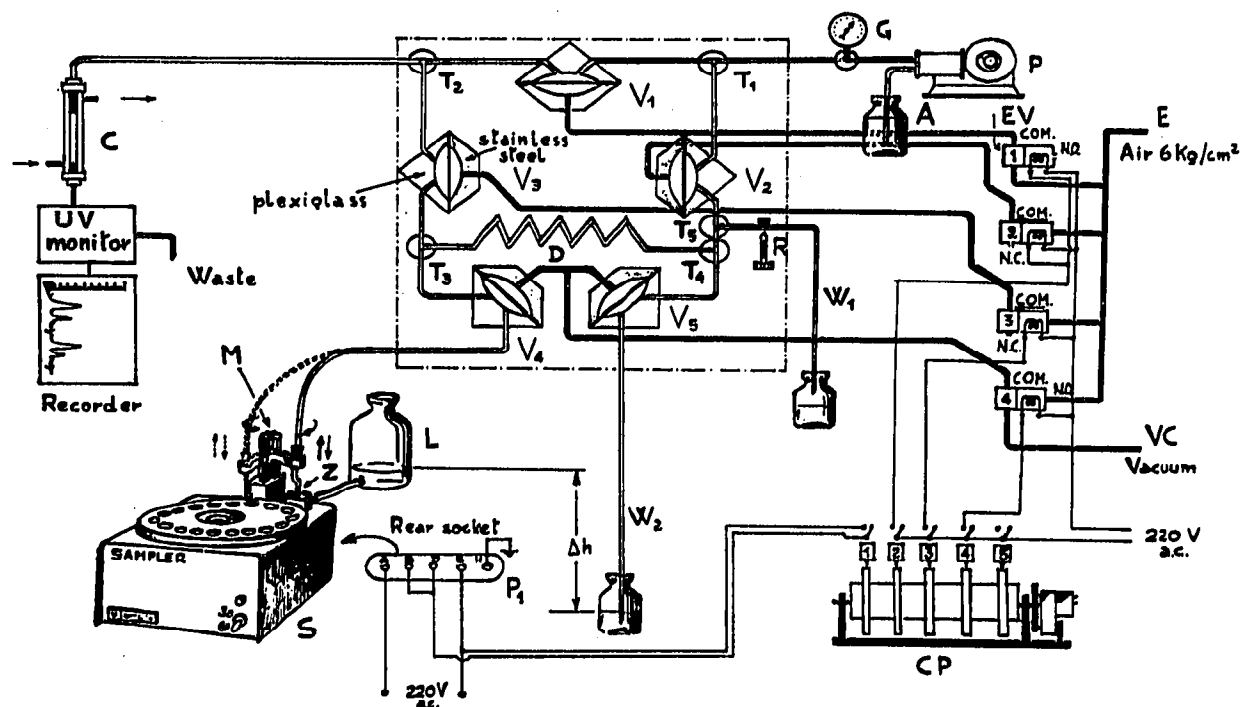 G
P
T2
V1
T1
A
EV
COM.
E
1
N.O.
Air 6 Kg/cm²
C
stainless
steel
V3
V2
plexiglass
COM.
2
N.C.
UV
monitor
T5
R
T3
D
T4
Waste
W1
COM.
3
N.C.
V4
V5
COM.
4
N.O.
M
Recorder
L
VC
Vacuum
Z
W2
Rear socket
Δh
220 V
a.c.
1 2 3 4 5
SAMPLER
P1
30
60
S
CP
220V
a.c.